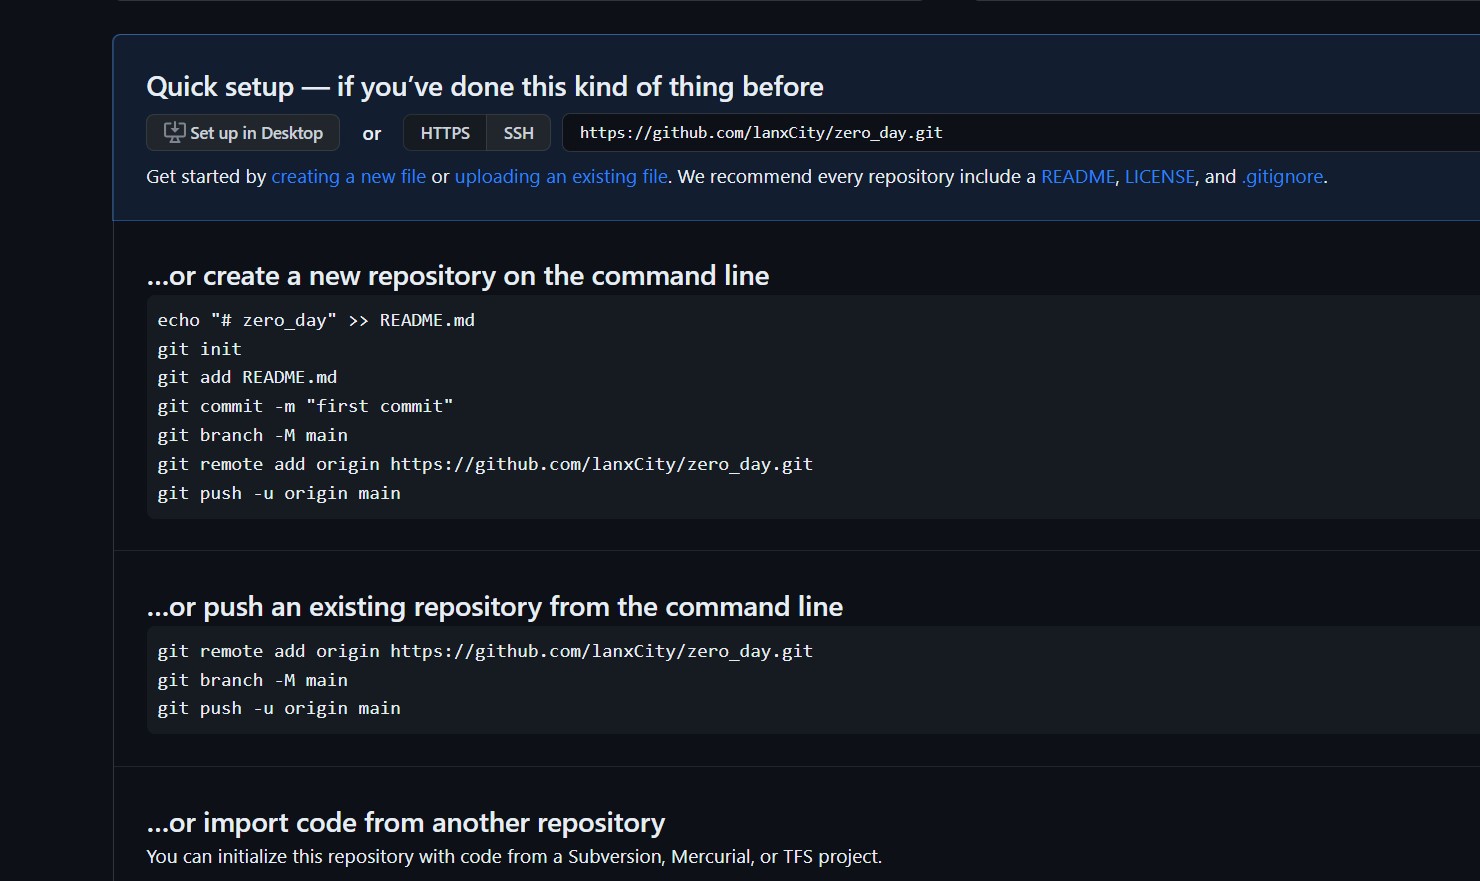 Quick setup — if you’ve done this kind of thing before
Set up in Desktop or HTTPS SSH https://github.com/lanxCity/zero_day.git
Get started by creating a new file or uploading an existing file. We recommend every repository include a README, LICENSE, and .gitignore.
…or create a new repository on the command line
echo "# zero_day" >> README.md
git init
git add README.md
git commit -m "first commit"
git branch -M main
git remote add origin https://github.com/lanxCity/zero_day.git
git push -u origin main
…or push an existing repository from the command line
git remote add origin https://github.com/lanxCity/zero_day.git
git branch -M main
git push -u origin main
…or import code from another repository
You can initialize this repository with code from a Subversion, Mercurial, or TFS project.